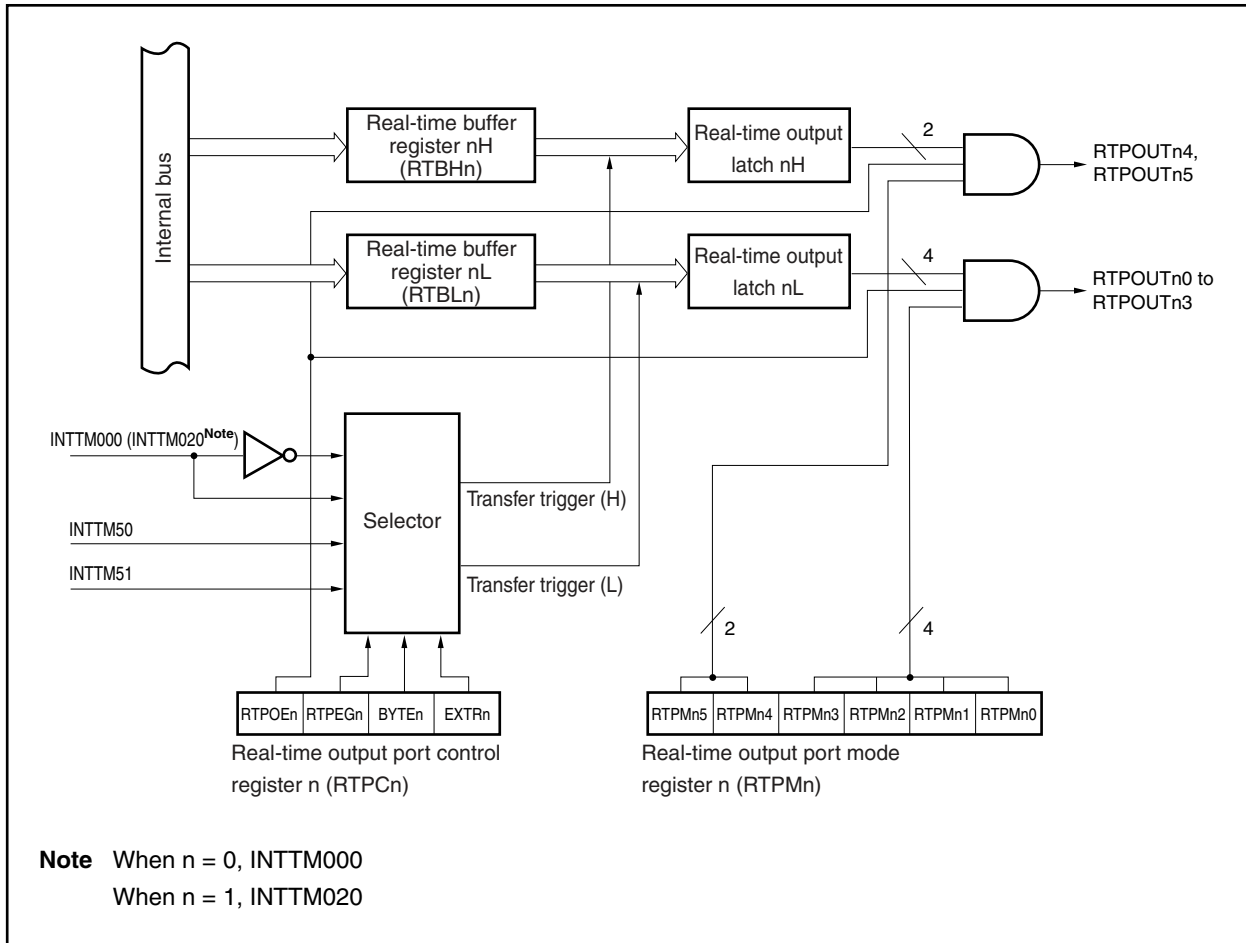 Internal bus
Real-time buffer
register nH
(RTBHn)
Real-time output
latch nH
2
RTPOUTn4,
RTPOUTn5
Real-time buffer
register nL
(RTBLn)
Real-time output
latch nL
4
RTPOUTn0 to
RTPOUTn3
INTTM000 (INTTM020Note)
INTTM50
INTTM51
Selector
Transfer trigger (H)
Transfer trigger (L)
2
4
RTPOEn RTPEGn BYTEn EXTRn
Real-time output port control
register n (RTPCn)
RTPMn5 RTPMn4 RTPMn3 RTPMn2 RTPMn1 RTPMn0
Real-time output port mode
register n (RTPMn)
Note When n = 0, INTTM000
When n = 1, INTTM020